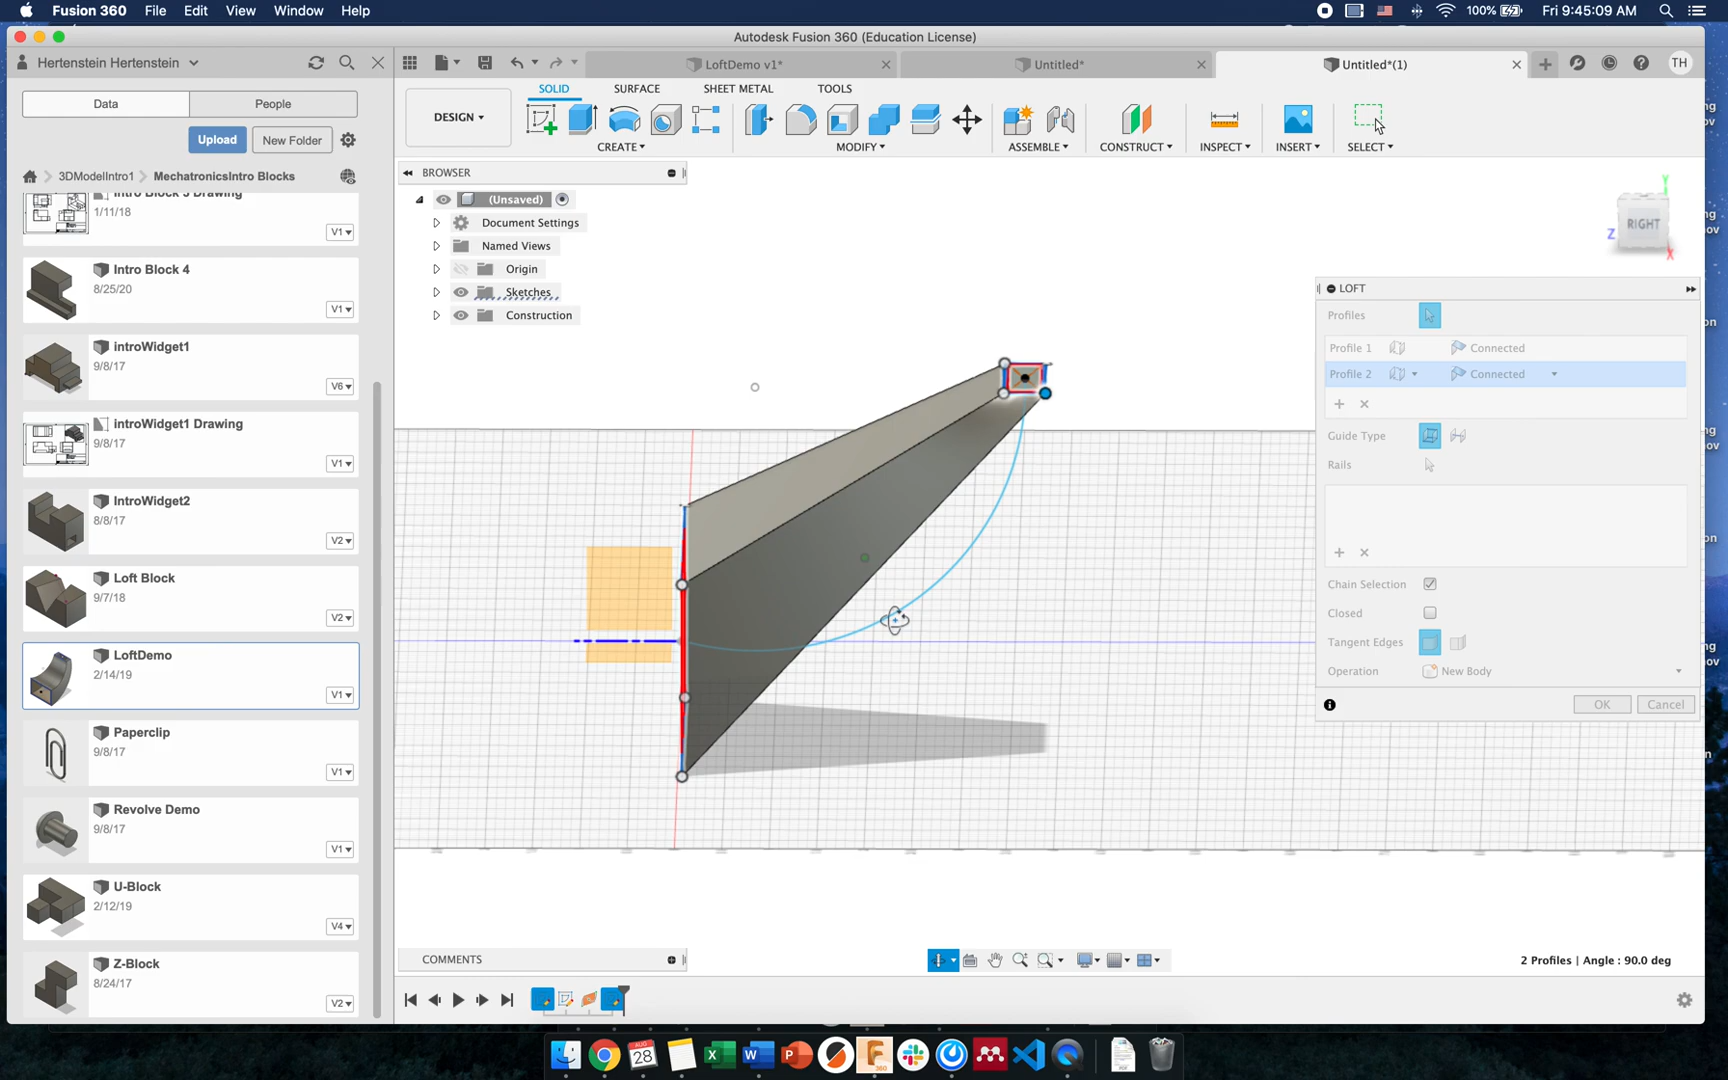 Fusion 360 File Edit View Window Help
100% Fri 9:45:09 AM
Autodesk Fusion 360 (Education License)
Hertenstein Hertenstein
LoftDemo v1*
Untitled*
Untitled*(1)
TH
Data People
Upload New Folder
3DModelIntro1 MechatronicsIntro Blocks
DESIGN
SOLID SURFACE SHEET METAL TOOLS
CREATE MODIFY ASSEMBLE CONSTRUCT INSPECT INSERT SELECT
Intro Block 3 Drawing
1/11/18
V1
Intro Block 4
8/25/20
V1
introWidget1
9/8/17
V6
introWidget1 Drawing
9/8/17
V1
IntroWidget2
8/8/17
V2
Loft Block
9/7/18
V2
LoftDemo
2/14/19
V1
Paperclip
9/8/17
V1
Revolve Demo
9/8/17
V1
U-Block
2/12/19
V4
Z-Block
8/24/17
V2
BROWSER
(Unsaved)
Document Settings
Named Views
Origin
Sketches
Construction
Y
RIGHT
Z
X
LOFT
Profiles
Profile 1 Connected
Profile 2 Connected
Guide Type
Rails
Chain Selection
Closed
Tangent Edges
Operation New Body
OK Cancel
COMMENTS
2 Profiles | Angle : 90.0 deg
AUG
28
360